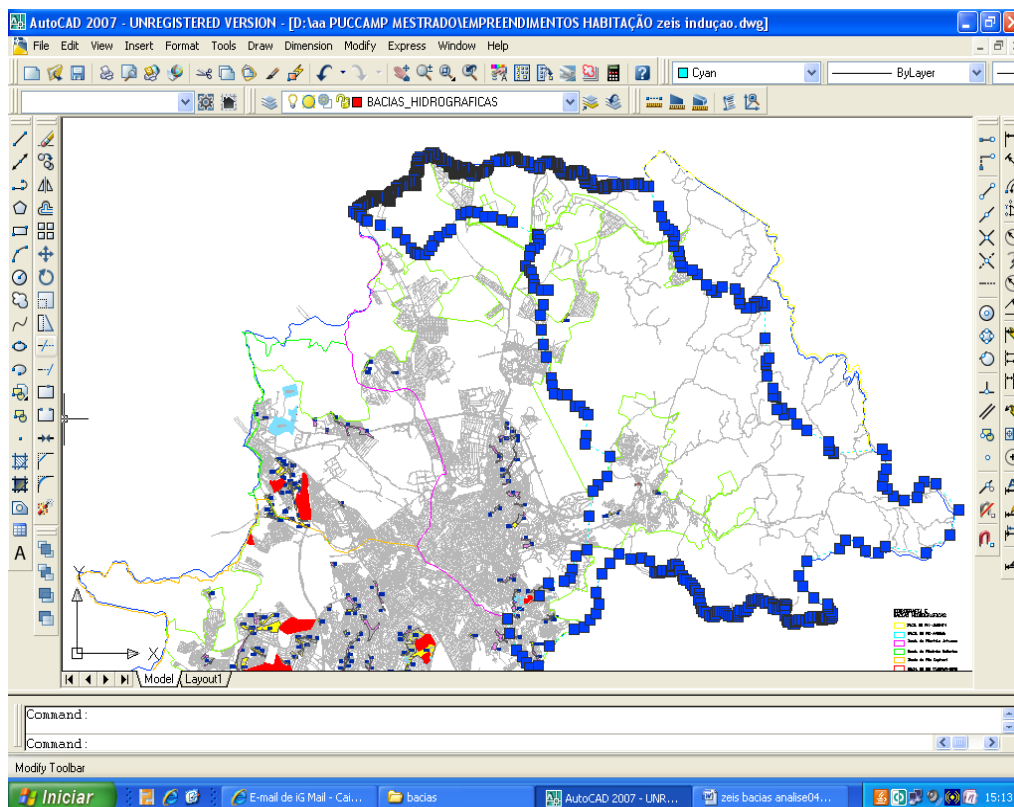 AutoCAD 2007 - UNREGISTERED VERSION - [D:\aa PUCCAMP MESTRADO\EMPREENDIMENTOS HABITAÇÃO zeis induçao.dwg]
File Edit View Insert Format Tools Draw Dimension Modify Express Window Help
Cyan ByLayer
BACIAS_HIDROGRAFICAS
A
Y
X
Model Layout1
Command:
Command:
Modify Toolbar
Iniciar E-mail de iG Mail - Cai... bacias AutoCAD 2007 - UNR... zeis bacias analise04... 15:13